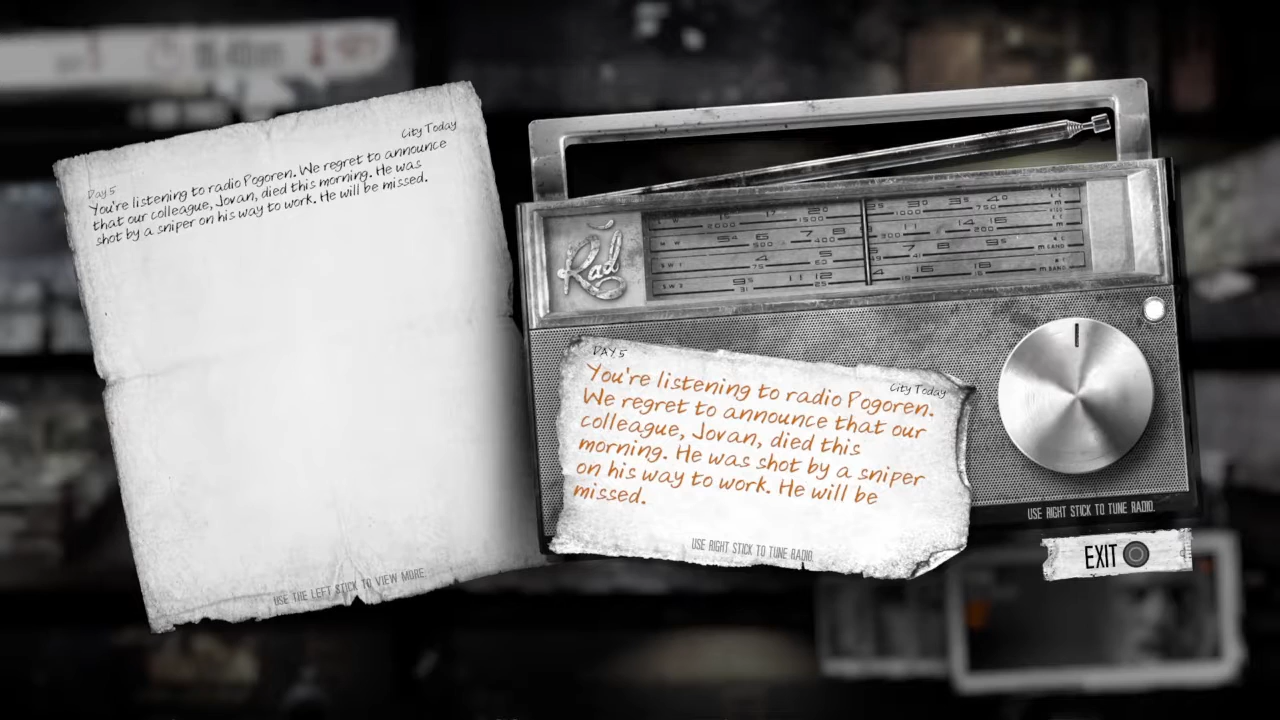 City Today
Day 5
You're listening to radio Pogoren. We regret to announce
that our colleague, Jovan, died this morning. He was
shot by a sniper on his way to work. He will be missed.
USE THE LEFT STICK TO VIEW MORE
Rad
DAY 5
City Today
You're listening to radio Pogoren.
We regret to announce that our
colleague, Jovan, died this
morning. He was shot by a sniper
on his way to work. He will be
missed.
USE RIGHT STICK TO TUNE RADIO.
USE RIGHT STICK TO TUNE RADIO.
EXIT